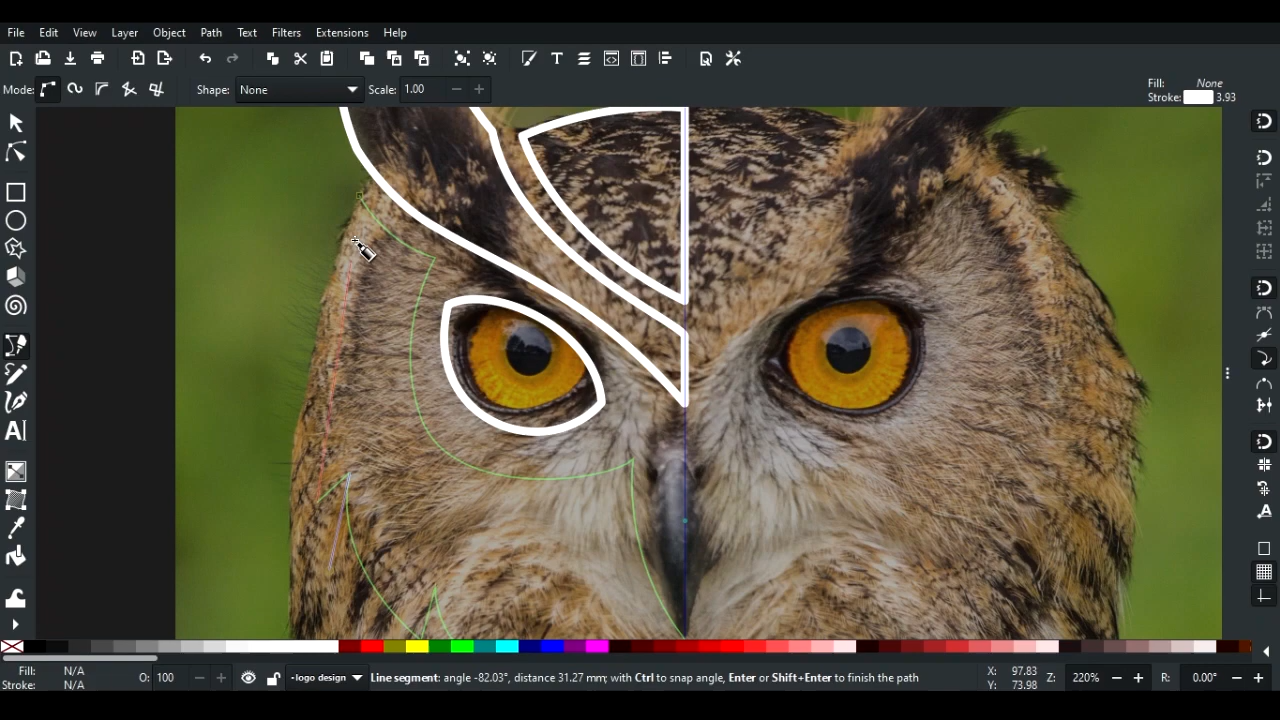 File Edit View Layer Object Path Text Filters Extensions Help
Mode: Shape: None Scale: 1.00
Fill: None
Stroke: 3.93
Fill: N/A
Stroke: N/A
O: 100
logo design
Line segment: angle -82.03°, distance 31.27 mm; with Ctrl to snap angle, Enter or Shift+Enter to finish the path
X: 97.83
Y: 73.98
Z: 220%
R: 0.00°